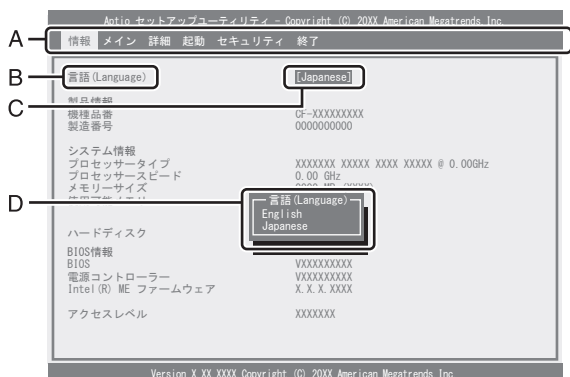 Aptio セットアップユーティリティ - Copyright (C) 20XX American Megatrends Inc
A
情報 メイン 詳細 起動 セキュリティ 終了
B 言語(Language) [Japanese]
C
製品情報
機種品番 CF-XXXXXXXXX
製造番号 0000000000
システム情報
プロセッサータイプ XXXXXXX XXXXX XXXX XXXXX @ 0.00GHz
プロセッサースピード 0.00 GHz
メモリーサイズ
D
言語(Language)
English
Japanese
ハードディスク
BIOS情報
BIOS VXXXXXXXXX
電源コントローラー VXXXXXXXXX
Intel(R) ME ファームウェア X.X.X.XXXX
アクセスレベル XXXXXXX
Version X XX XXXX Copyright (C) 20XX American Megatrends Inc